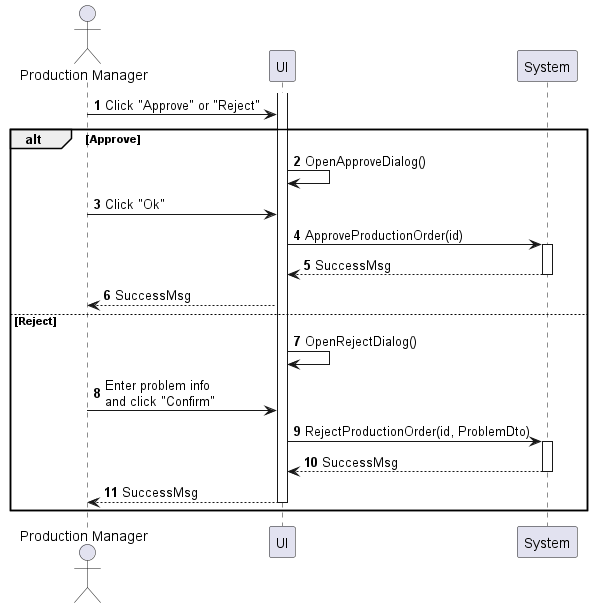 Production Manager
UI
System
1 Click "Approve" or "Reject"
alt [Approve]
2 OpenApproveDialog()
3 Click "Ok"
4 ApproveProductionOrder(id)
5 SuccessMsg
6 SuccessMsg
[Reject]
7 OpenRejectDialog()
8 Enter problem info
and click "Confirm"
9 RejectProductionOrder(id, ProblemDto)
10 SuccessMsg
11 SuccessMsg
Production Manager
UI
System